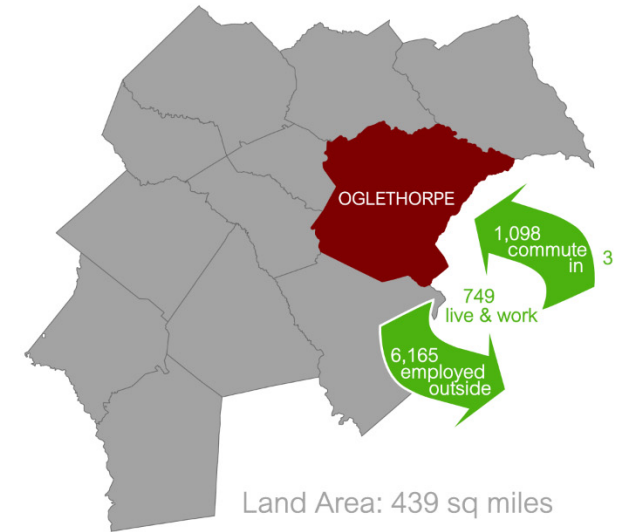 OGLETHORPE
1,098
commute
in
3
749
live & work
6,165
employed
outside
Land Area: 439 sq miles